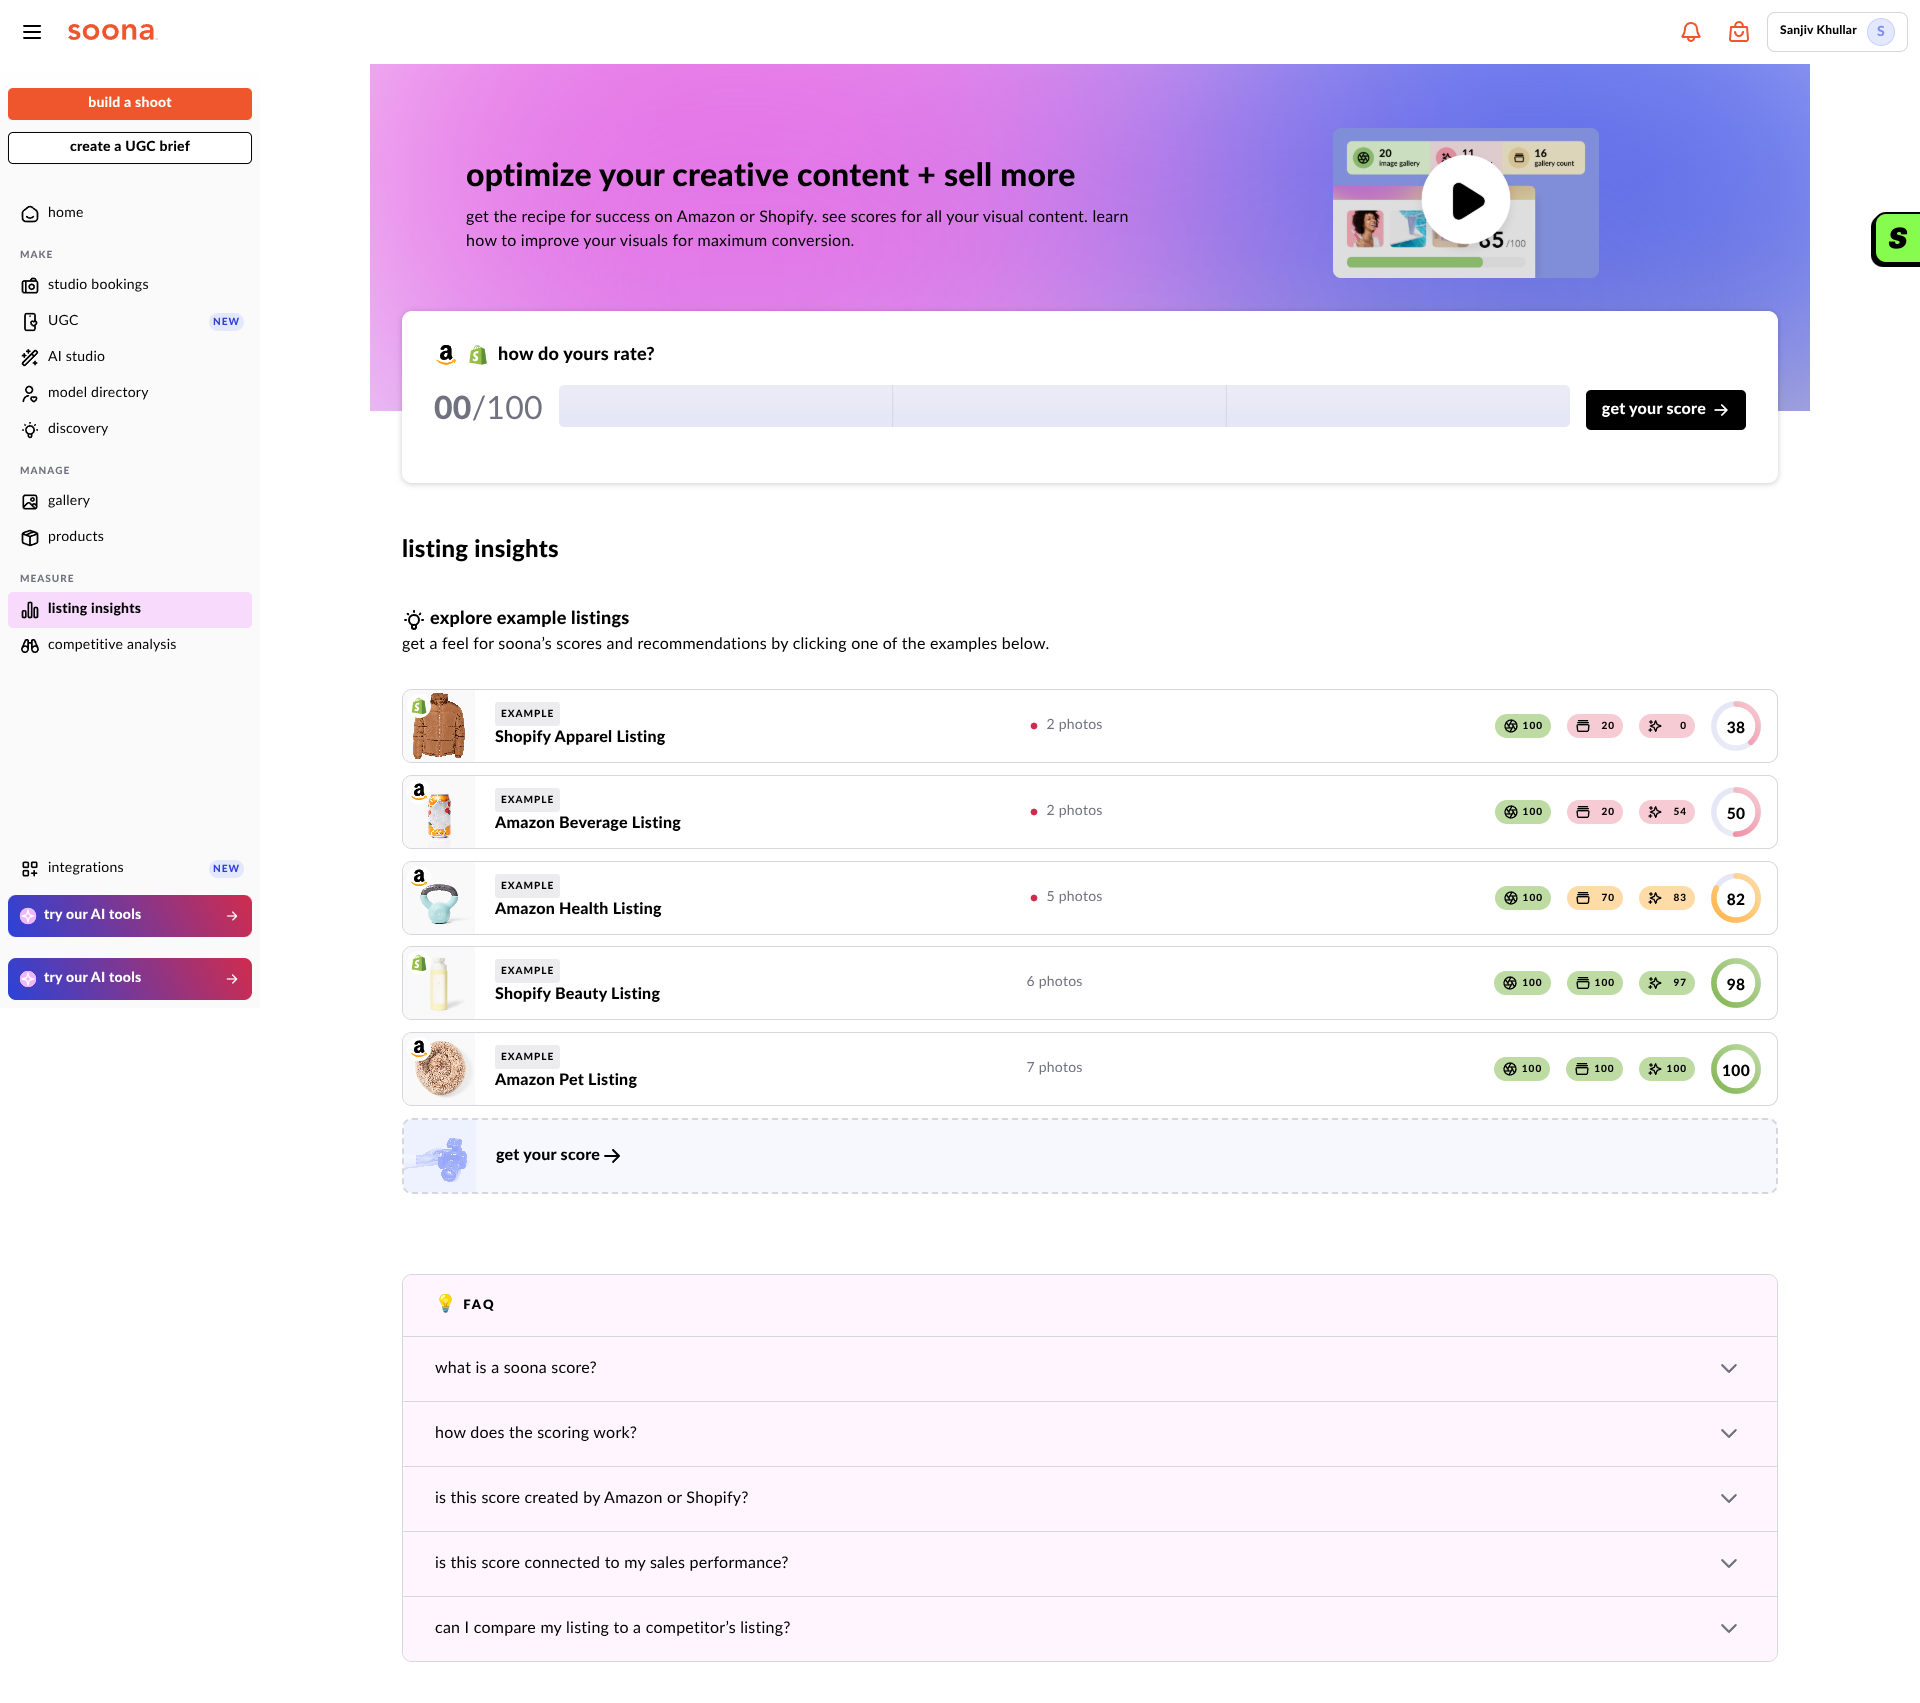 soona
Sanjiv Khullar
S
build a shoot
create a UGC brief
home
MAKE
studio bookings
UGC NEW
AI studio
model directory
discovery
MANAGE
gallery
products
MEASURE
listing insights
competitive analysis
integrations NEW
try our AI tools
try our AI tools
optimize your creative content + sell more
get the recipe for success on Amazon or Shopify. see scores for all your visual content. learn
how to improve your visuals for maximum conversion.
20
image gallery
11
16
gallery count
/100
S
how do yours rate?
00/100
get your score
listing insights
explore example listings
get a feel for soona’s scores and recommendations by clicking one of the examples below.
EXAMPLE
Shopify Apparel Listing
2 photos
100 20 0 38
EXAMPLE
Amazon Beverage Listing
2 photos
100 20 54 50
EXAMPLE
Amazon Health Listing
5 photos
100 70 83 82
EXAMPLE
Shopify Beauty Listing
6 photos
100 100 97 98
EXAMPLE
Amazon Pet Listing
7 photos
100 100 100 100
get your score
FAQ
what is a soona score?
how does the scoring work?
is this score created by Amazon or Shopify?
is this score connected to my sales performance?
can I compare my listing to a competitor’s listing?